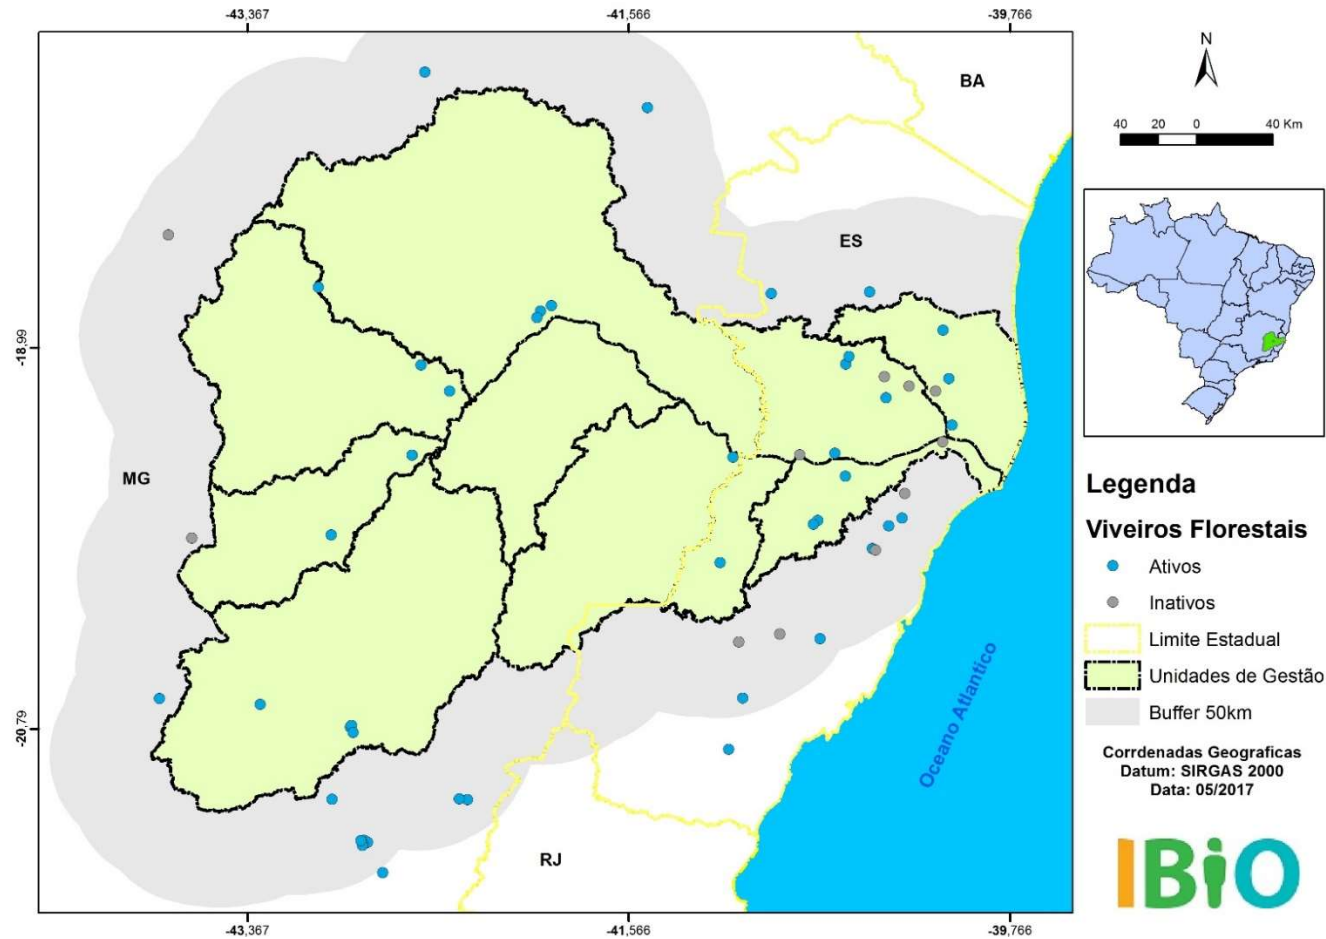 -43,367
-41,566
-39,766
-18,99
-20,79
BA
ES
MG
RJ
Oceano Atlantico
N
40 20 0 40 Km
Legenda
Viveiros Florestais
Ativos
Inativos
Limite Estadual
Unidades de Gestão
Buffer 50km
Corrdenadas Geograficas
Datum: SIRGAS 2000
Data: 05/2017
IBiO
-43,367
-41,566
-39,766